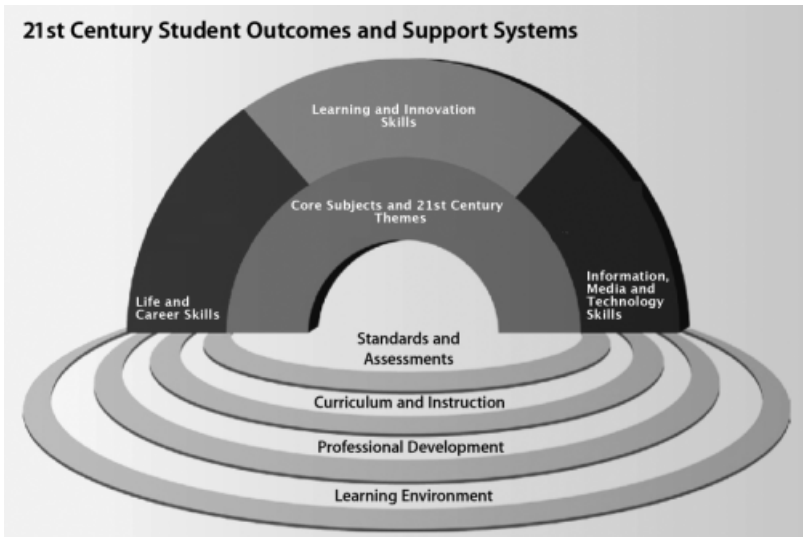 21st Century Student Outcomes and Support Systems
Learning and Innovation
Skills
Core Subjects and 21st Century
Themes
Life and
Career Skills
Information,
Media and
Technology
Skills
Standards and
Assessments
Curriculum and Instruction
Professional Development
Learning Environment